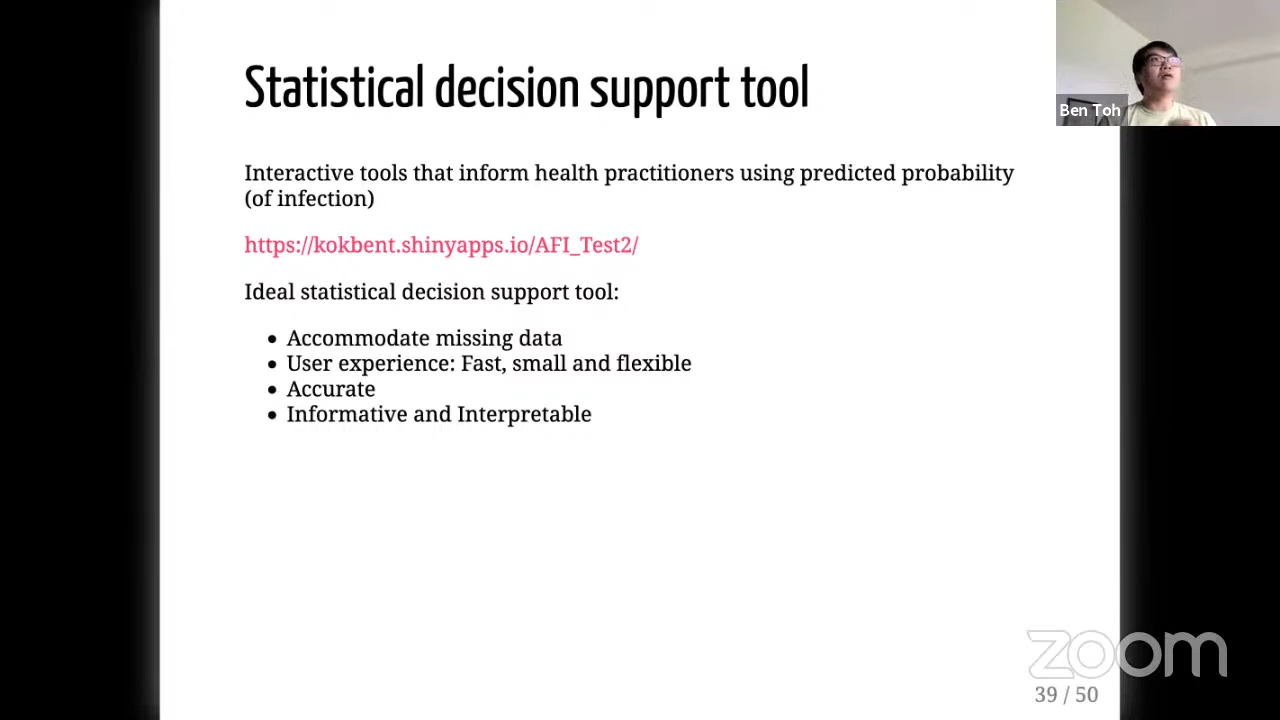 Statistical decision support tool
Ben Toh
Interactive tools that inform health practitioners using predicted probability
(of infection)
https://kokbent.shinyapps.io/AFI_Test2/
Ideal statistical decision support tool:
• Accommodate missing data
• User experience: Fast, small and flexible
• Accurate
• Informative and Interpretable
zoom
39 / 50